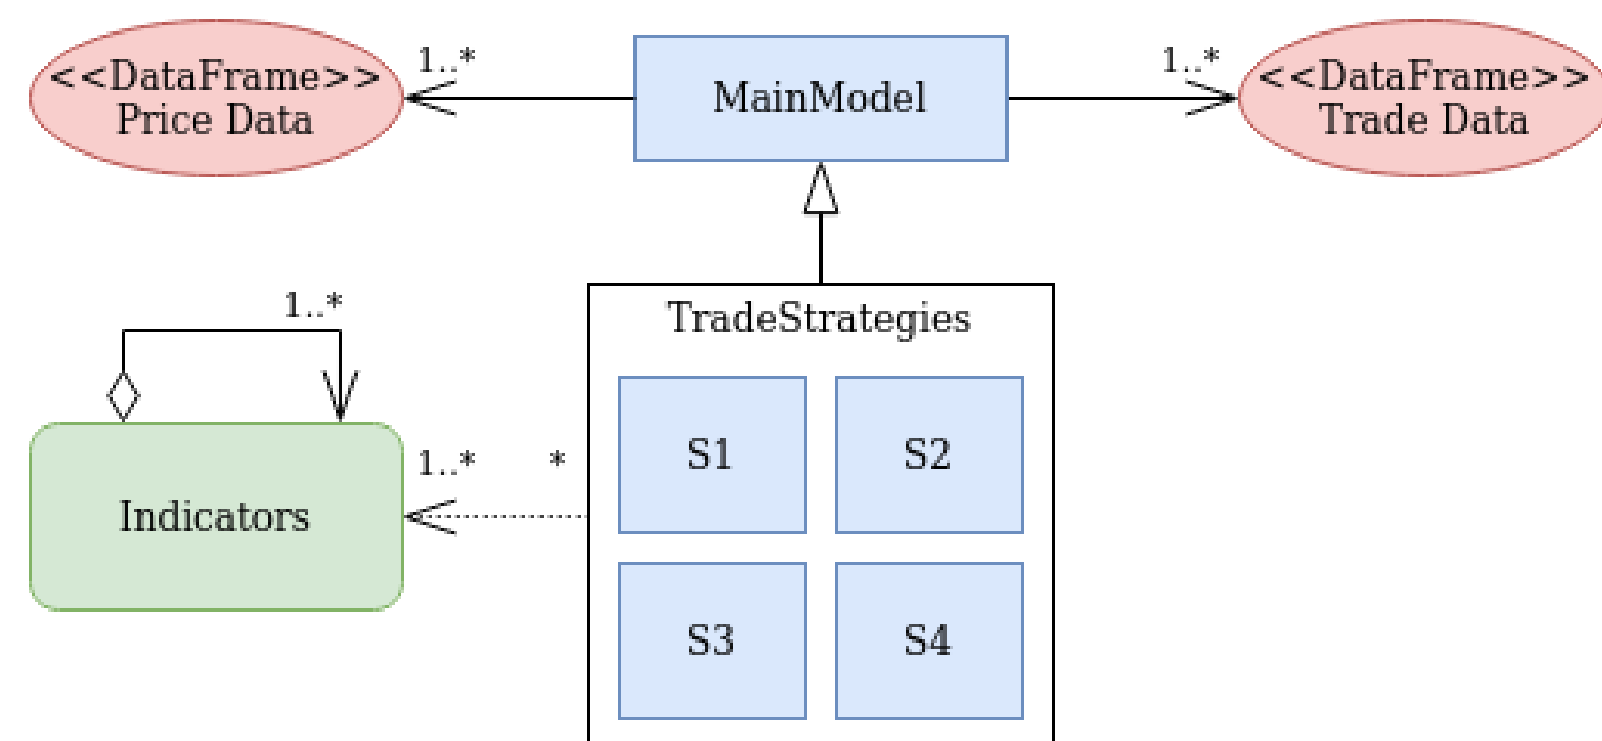 <<DataFrame>>
Price Data
1..*
MainModel
1..*
<<DataFrame>>
Trade Data
1..*
Indicators
1..*
*
TradeStrategies
S1
S2
S3
S4